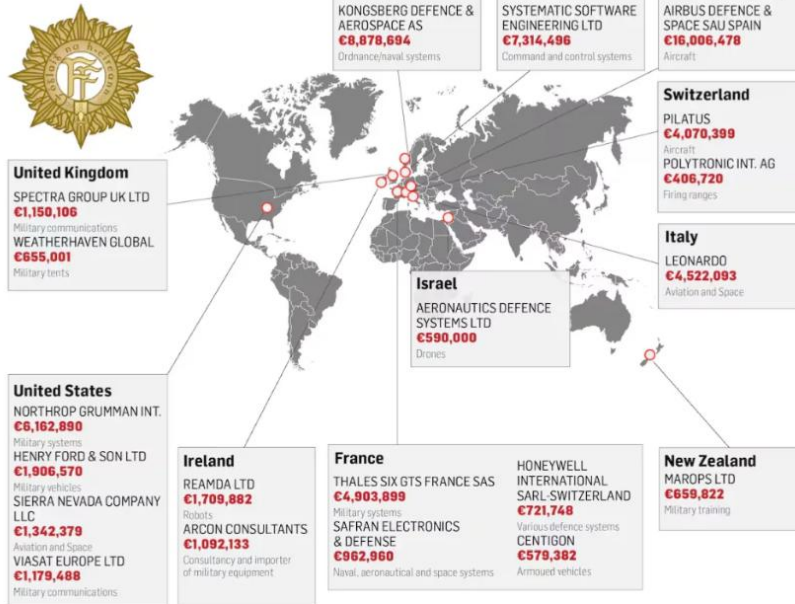 KONGSBERG DEFENCE &
AEROSPACE AS
€8,878,694
Ordnance/naval systems
SYSTEMATIC SOFTWARE
ENGINEERING LTD
€7,314,496
Command and control systems
AIRBUS DEFENCE &
SPACE SAU SPAIN
€16,006,478
Aircraft
Switzerland
PILATUS
€4,070,399
Aircraft
POLYTRONIC INT. AG
€406,720
Firing ranges
United Kingdom
SPECTRA GROUP UK LTD
€1,150,106
Military communications
WEATHERHAVEN GLOBAL
€655,001
Military tents
Italy
LEONARDO
€4,522,093
Aviation and Space
Israel
AERONAUTICS DEFENCE
SYSTEMS LTD
€590,000
Drones
United States
NORTHROP GRUMMAN INT.
€6,162,890
Military systems
HENRY FORD & SON LTD
€1,906,570
Military vehicles
SIERRA NEVADA COMPANY
LLC
€1,342,379
Aviation and Space
VIASAT EUROPE LTD
€1,179,488
Military communications
Ireland
REAMDA LTD
€1,709,882
Robots
ARCON CONSULTANTS
€1,092,133
Consultancy and importer
of military equipment
France
THALES SIX GTS FRANCE SAS
€4,903,899
Military systems
SAFRAN ELECTRONICS
& DEFENSE
€962,960
Naval, aeronautical and space systems
HONEYWELL
INTERNATIONAL
SARL-SWITZERLAND
€721,748
Various defence systems
CENTIGON
€579,382
Armoued vehicles
New Zealand
MAROPS LTD
€659,822
Military training